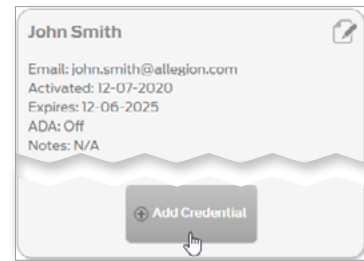 John Smith
Email: john.smith@allegion.com
Activated: 12-07-2020
Expires: 12-06-2025
ADA: Off
Notes: N/A
Add Credential